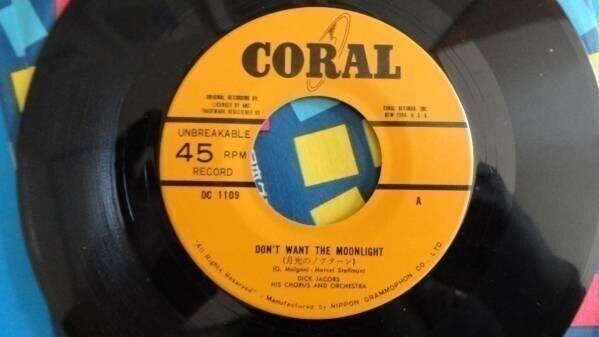 CORAL
ORIGINAL RECORDING BY,
LICENSED BY AND
TRADEMARK REGISTERED BY
CORAL RECORDS INC.
NEW YORK U.S.A
UNBREAKABLE
45 RPM
RECORD
DC 1109
A
DON'T WANT THE MOONLIGHT
(月光のノクターン)
(G. Malgoni - Marcel Stellman)
DICK JACOBS
HIS CHORUS AND ORCHESTRA
All Rights Reserved · Manufactured by NIPPON GRAMMOPHON CO., LTD